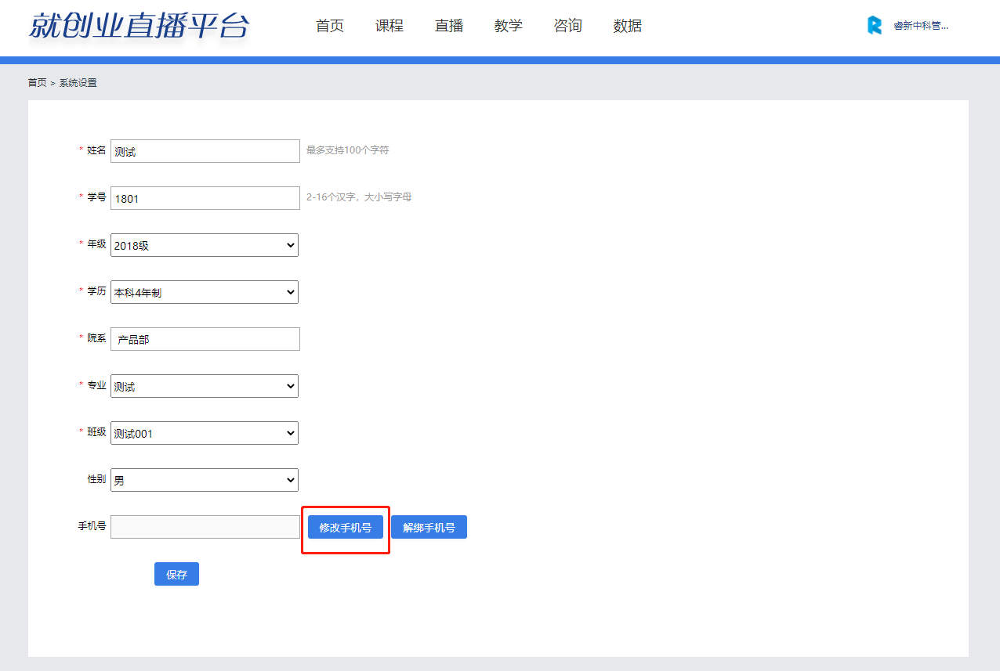 就创业直播平台
首页 课程 直播 教学 咨询 数据
睿新中科管...
首页 > 系统设置
* 姓名 测试 最多支持100个字符
* 学号 1801 2-16个汉字，大小写字母
* 年级 2018级
* 学历 本科4年制
* 院系 产品部
* 专业 测试
* 班级 测试001
性别 男
手机号 修改手机号 解绑手机号
保存